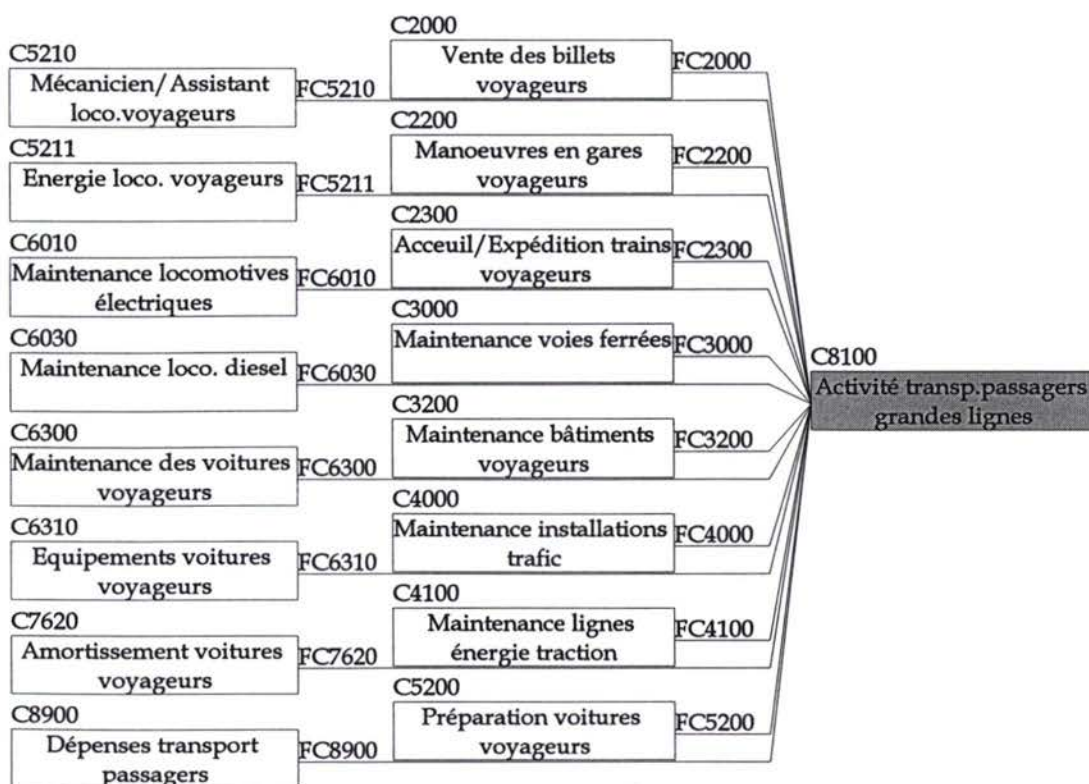 C5210
Mécanicien/Assistant
loco.voyageurs
FC5210
C5211
Energie loco. voyageurs
FC5211
C6010
Maintenance locomotives
électriques
FC6010
C6030
Maintenance loco. diesel
FC6030
C6300
Maintenance des voitures
voyageurs
FC6300
C6310
Equipements voitures
voyageurs
FC6310
C7620
Amortissement voitures
voyageurs
FC7620
C8900
Dépenses transport
passagers
FC8900
C2000
Vente des billets
voyageurs
FC2000
C2200
Manoeuvres en gares
voyageurs
FC2200
C2300
Acceuil/Expédition trains
voyageurs
FC2300
C3000
Maintenance voies ferrées
FC3000
C3200
Maintenance bâtiments
voyageurs
FC3200
C4000
Maintenance installations
trafic
FC4000
C4100
Maintenance lignes
énergie traction
FC4100
C5200
Préparation voitures
voyageurs
FC5200
C8100
Activité transp.passagers
grandes lignes